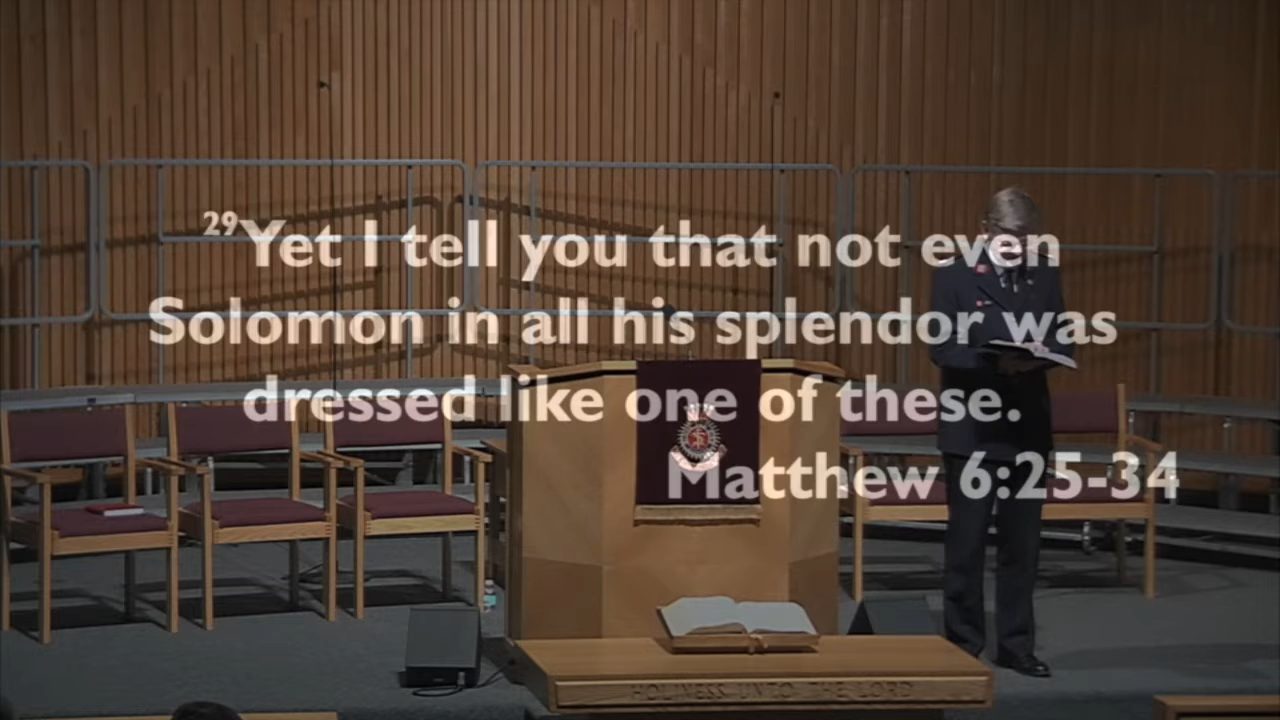 ²⁹Yet I tell you that not even
Solomon in all his splendor was
dressed like one of these.
Matthew 6:25-34
HOLINESS UNTO THE LORD